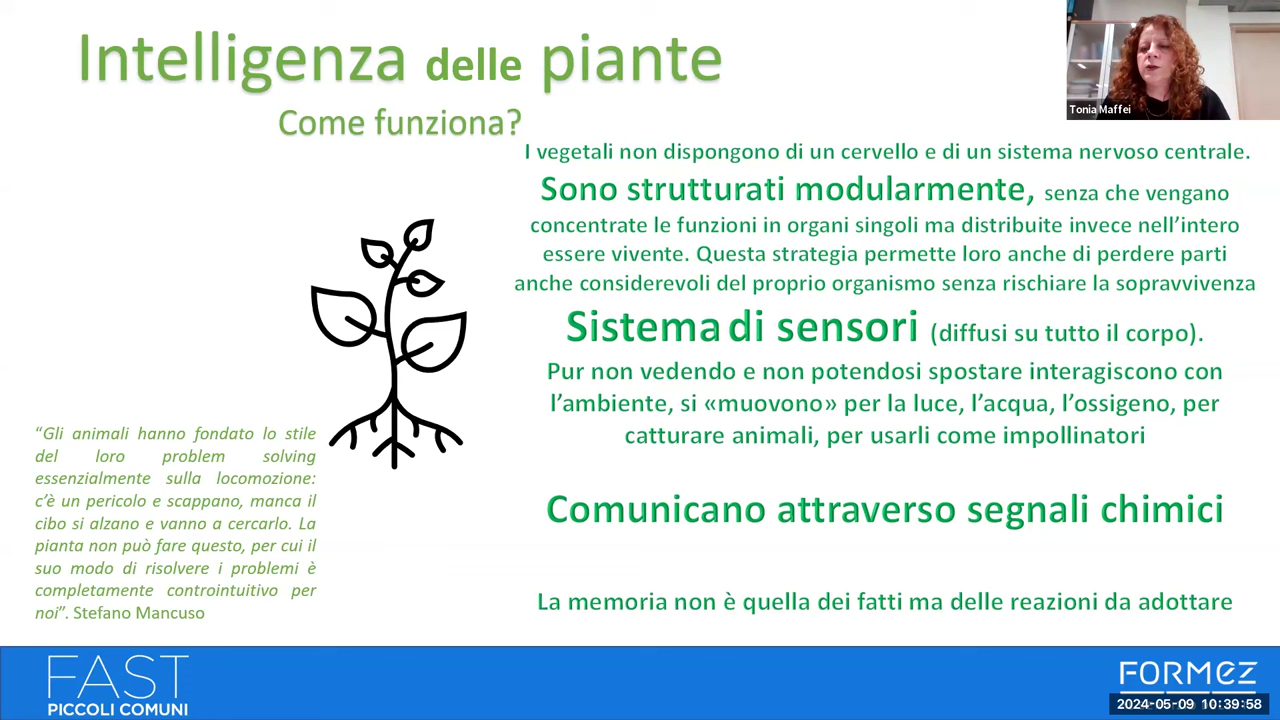 Intelligenza delle piante
Come funziona?
Tonia Maffei
I vegetali non dispongono di un cervello e di un sistema nervoso centrale.
Sono strutturati modularmente, senza che vengano
concentrate le funzioni in organi singoli ma distribuite invece nell’intero
essere vivente. Questa strategia permette loro anche di perdere parti
anche considerevoli del proprio organismo senza rischiare la sopravvivenza
Sistema di sensori (diffusi su tutto il corpo).
Pur non vedendo e non potendosi spostare interagiscono con
l’ambiente, si «muovono» per la luce, l’acqua, l’ossigeno, per
catturare animali, per usarli come impollinatori
Comunicano attraverso segnali chimici
La memoria non è quella dei fatti ma delle reazioni da adottare
“Gli animali hanno fondato lo stile
del loro problem solving
essenzialmente sulla locomozione:
c’è un pericolo e scappano, manca il
cibo si alzano e vanno a cercarlo. La
pianta non può fare questo, per cui il
suo modo di risolvere i problemi è
completamente controintuitivo per
noi”. Stefano Mancuso
FAST
PICCOLI COMUNI
FORMEZ
2024-05-09 10:39:58